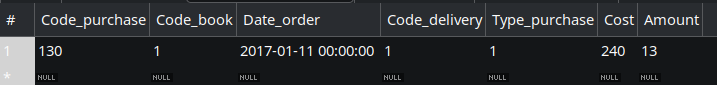 # Code_purchase Code_book Date_order Code_delivery Type_purchase Cost Amount
1 130 1 2017-01-11 00:00:00 1 1 240 13
* NULL NULL NULL NULL NULL NULL NULL